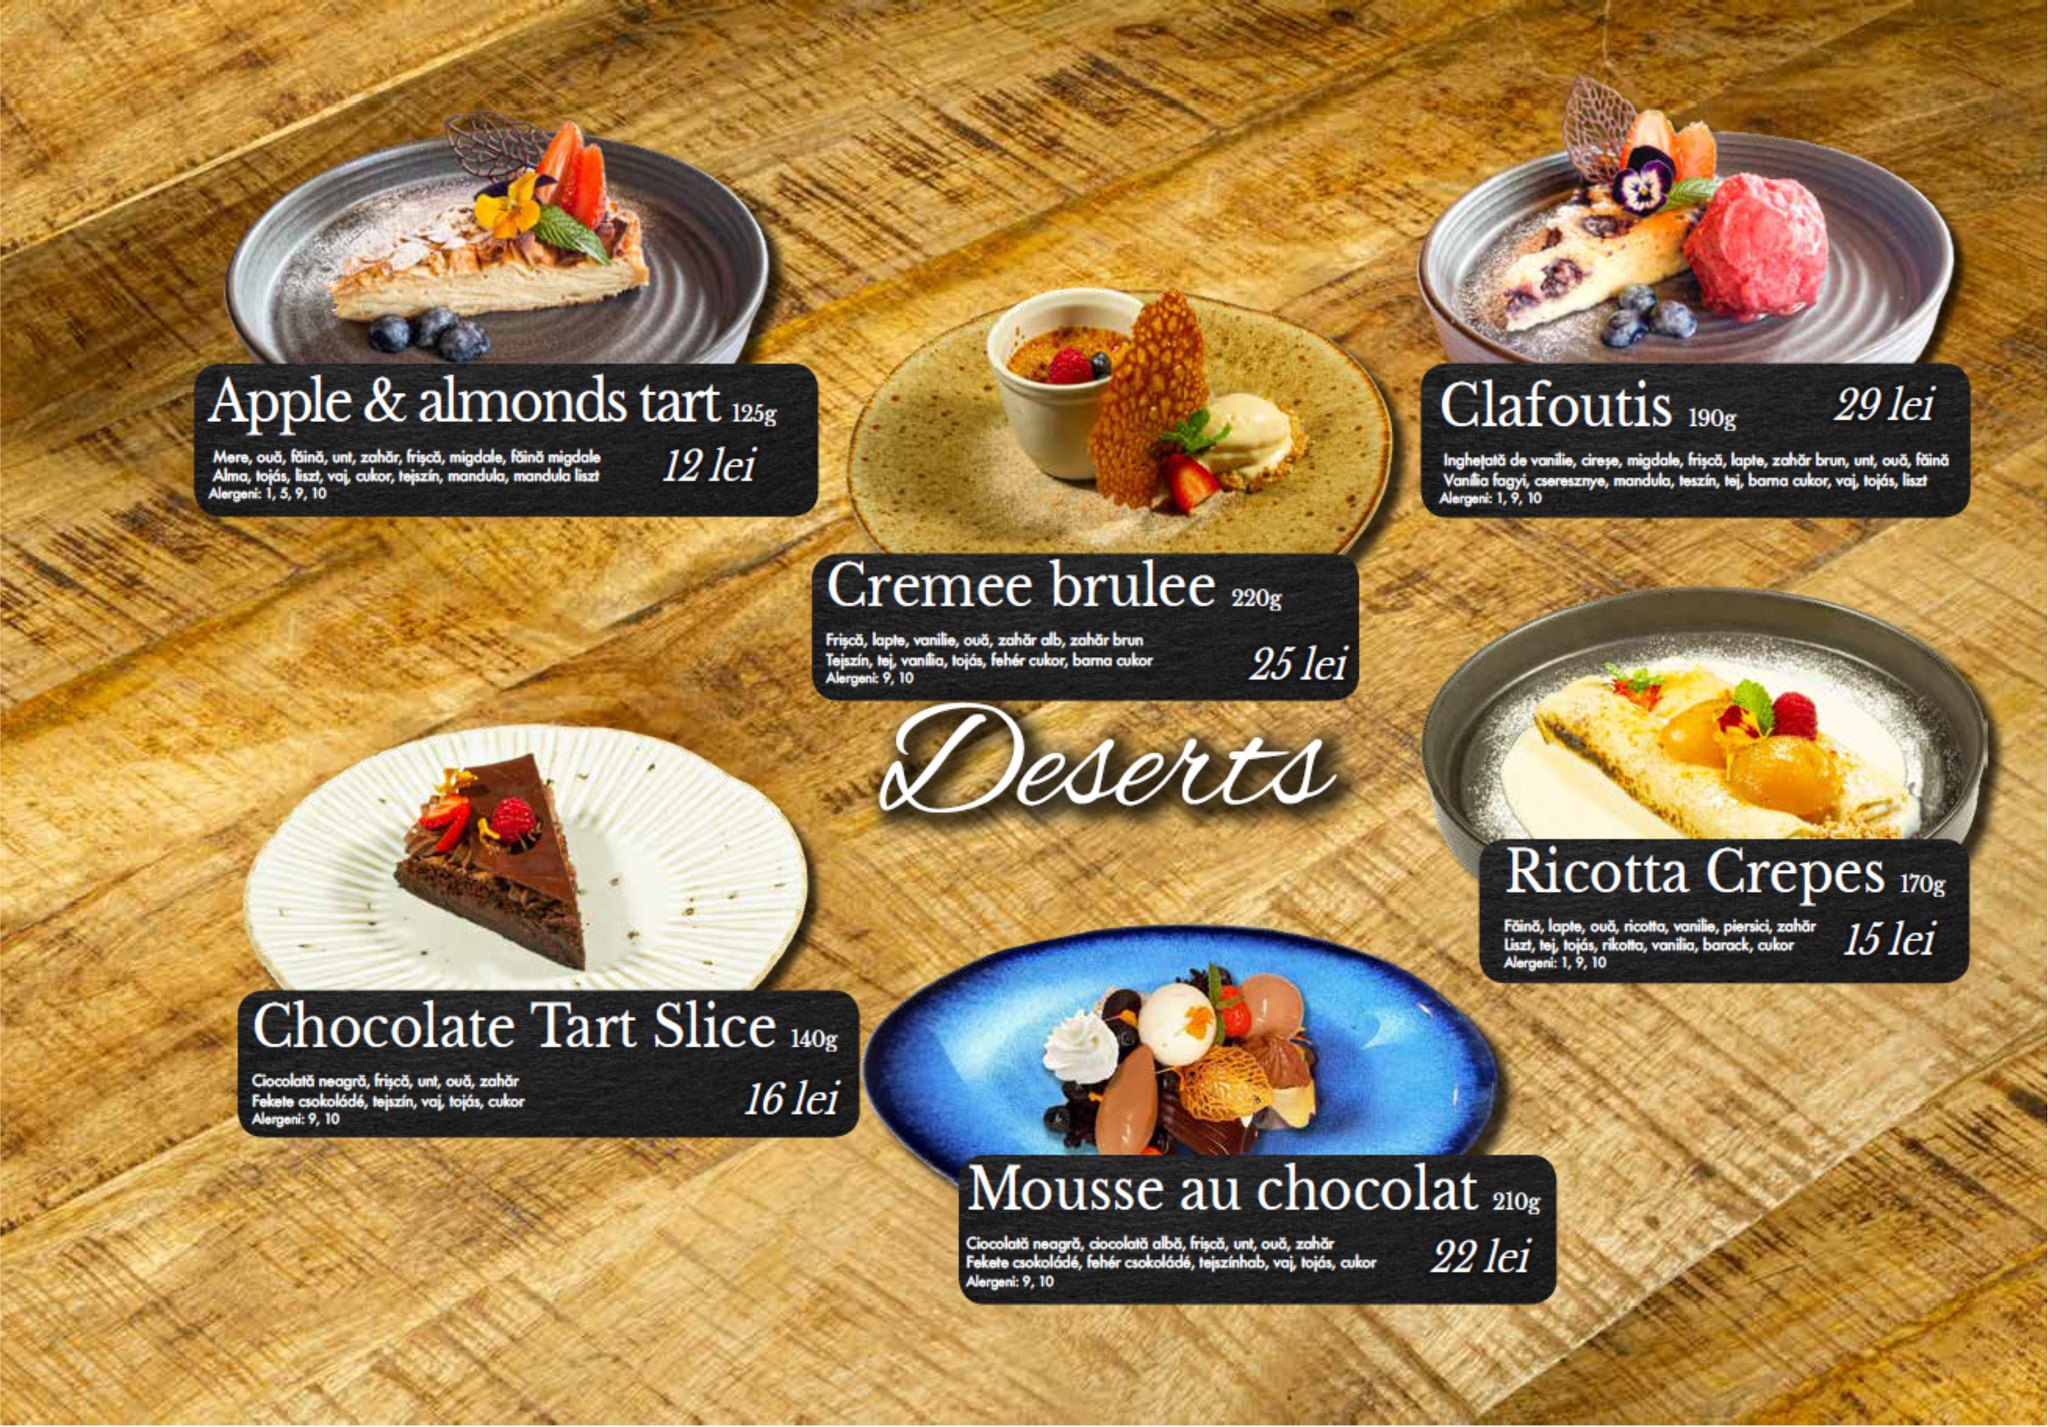 Apple & almonds tart 125g
Mere, ouă, făină, unt, zahăr, frișcă, migdale, făină migdale
Alma, tojás, liszt, vaj, cukor, tejszín, mandula, mandula liszt
Alergeni: 1, 5, 9, 10
12 lei
Cremee brulee 220g
Frișcă, lapte, vanilie, ouă, zahăr alb, zahăr brun
Tejszín, tej, vanília, tojás, fehér cukor, barna cukor
Alergeni: 9, 10
25 lei
Clafoutis 190g
29 lei
Inghețată de vanilie, cireșe, migdale, frișcă, lapte, zahăr brun, unt, ouă, făină
Vanília fagyi, cseresznye, mandula, teszín, tej, barna cukor, vaj, tojás, liszt
Alergeni: 1, 9, 10
Deserts
Ricotta Crepes 170g
Făină, lapte, ouă, ricotta, vanilie, piersici, zahăr
Liszt, tej, tojás, rikotta, vanilia, barack, cukor
Alergeni: 1, 9, 10
15 lei
Chocolate Tart Slice 140g
Ciocolată neagră, frișcă, unt, ouă, zahăr
Fekete csokoládé, tejszín, vaj, tojás, cukor
Alergeni: 9, 10
16 lei
Mousse au chocolat 210g
Ciocolată neagră, ciocolată albă, frișcă, unt, ouă, zahăr
Fekete csokoládé, fehér csokoládé, tejszínhab, vaj, tojás, cukor
Alergeni: 9, 10
22 lei